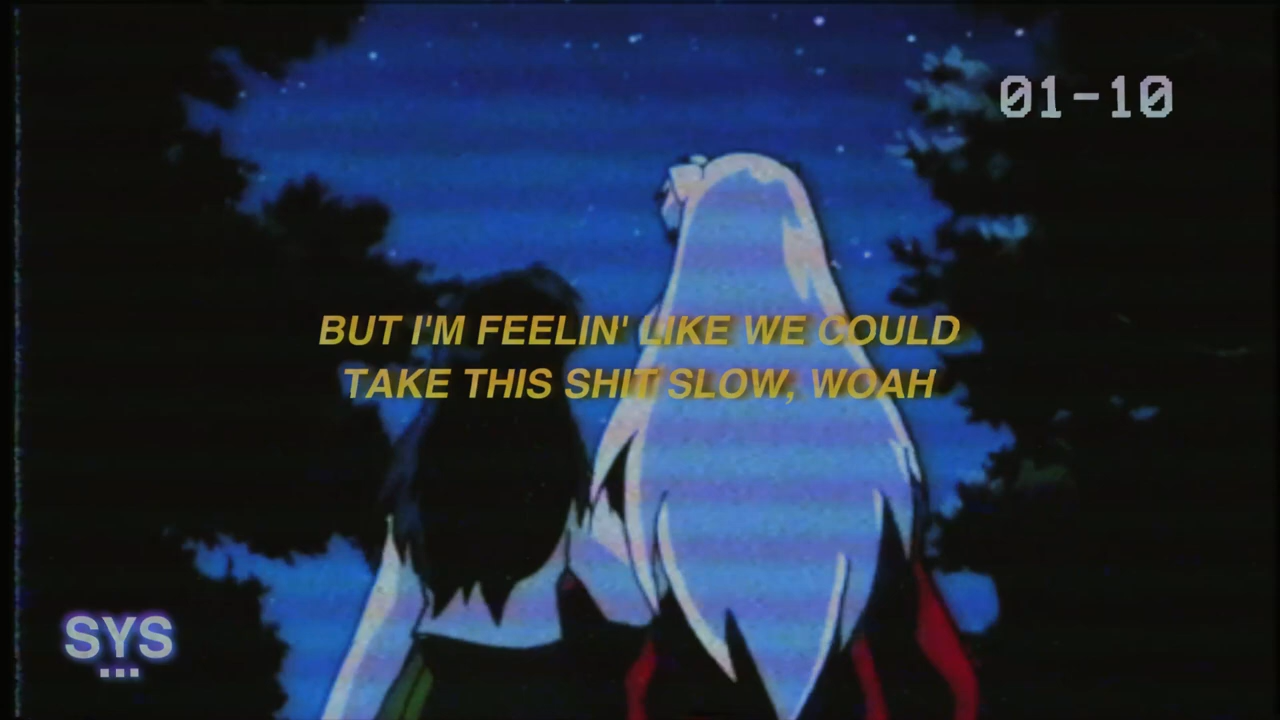 01-10
BUT I'M FEELIN' LIKE WE COULD
TAKE THIS SHIT SLOW, WOAH
SYS
...